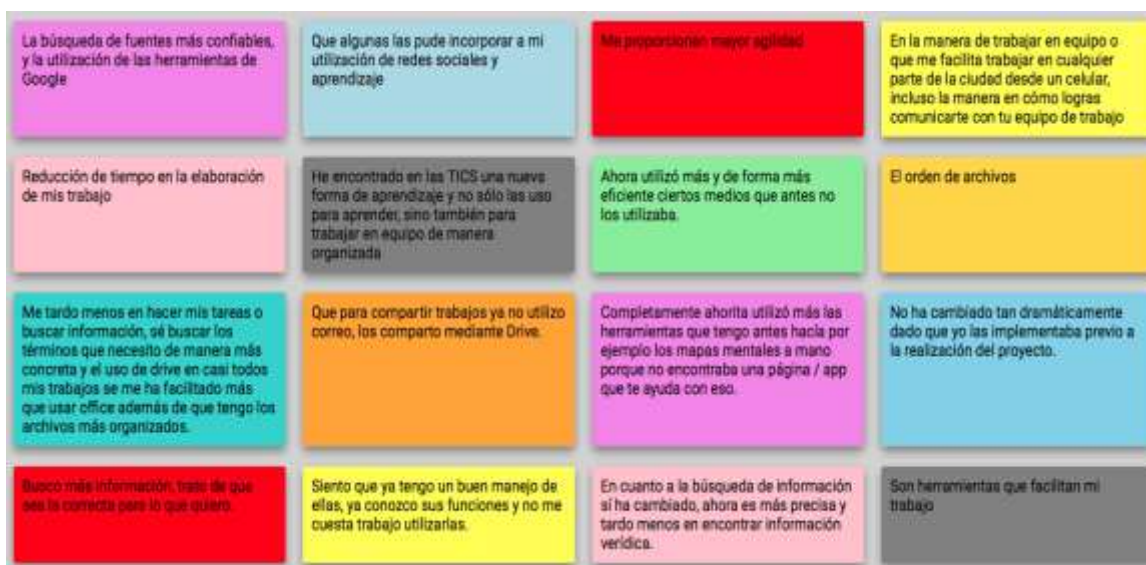 La búsqueda de fuentes más confiables,
y la utilización de las herramientas de
Google
Que algunas las pude incorporar a mi
utilización de redes sociales y
aprendizaje
Me proporcionan mayor agilidad
En la manera de trabajar en equipo o
que me facilita trabajar en cualquier
parte de la ciudad desde un celular,
incluso la manera en cómo logras
comunicarte con tu equipo de trabajo
Reducción de tiempo en la elaboración
de mis trabajo
He encontrado en las TICS una nueva
forma de aprendizaje y no sólo las uso
para aprender, sino también para
trabajar en equipo de manera
organizada
Ahora utilizó más y de forma más
eficiente ciertos medios que antes no
los utilizaba.
El orden de archivos
Me tardo menos en hacer mis tareas o
buscar información, sé buscar los
términos que necesito de manera más
concreta y el uso de drive en casi todos
mis trabajos se me ha facilitado más
que usar office además de que tengo los
archivos más organizados.
Que para compartir trabajos ya no utilizo
correo, los comparto mediante Drive.
Completamente ahorita utilizó más las
herramientas que tengo antes hacía por
ejemplo los mapas mentales a mano
porque no encontraba una página / app
que te ayuda con eso.
No ha cambiado tan dramáticamente
dado que yo las implementaba previo a
la realización del proyecto.
Busco más información, trato de que
sea la correcta para lo que quiero.
Siento que ya tengo un buen manejo de
ellas, ya conozco sus funciones y no me
cuesta trabajo utilizarlas.
En cuanto a la búsqueda de información
sí ha cambiado, ahora es más precisa y
tardo menos en encontrar información
verídica.
Son herramientas que facilitan mi
trabajo